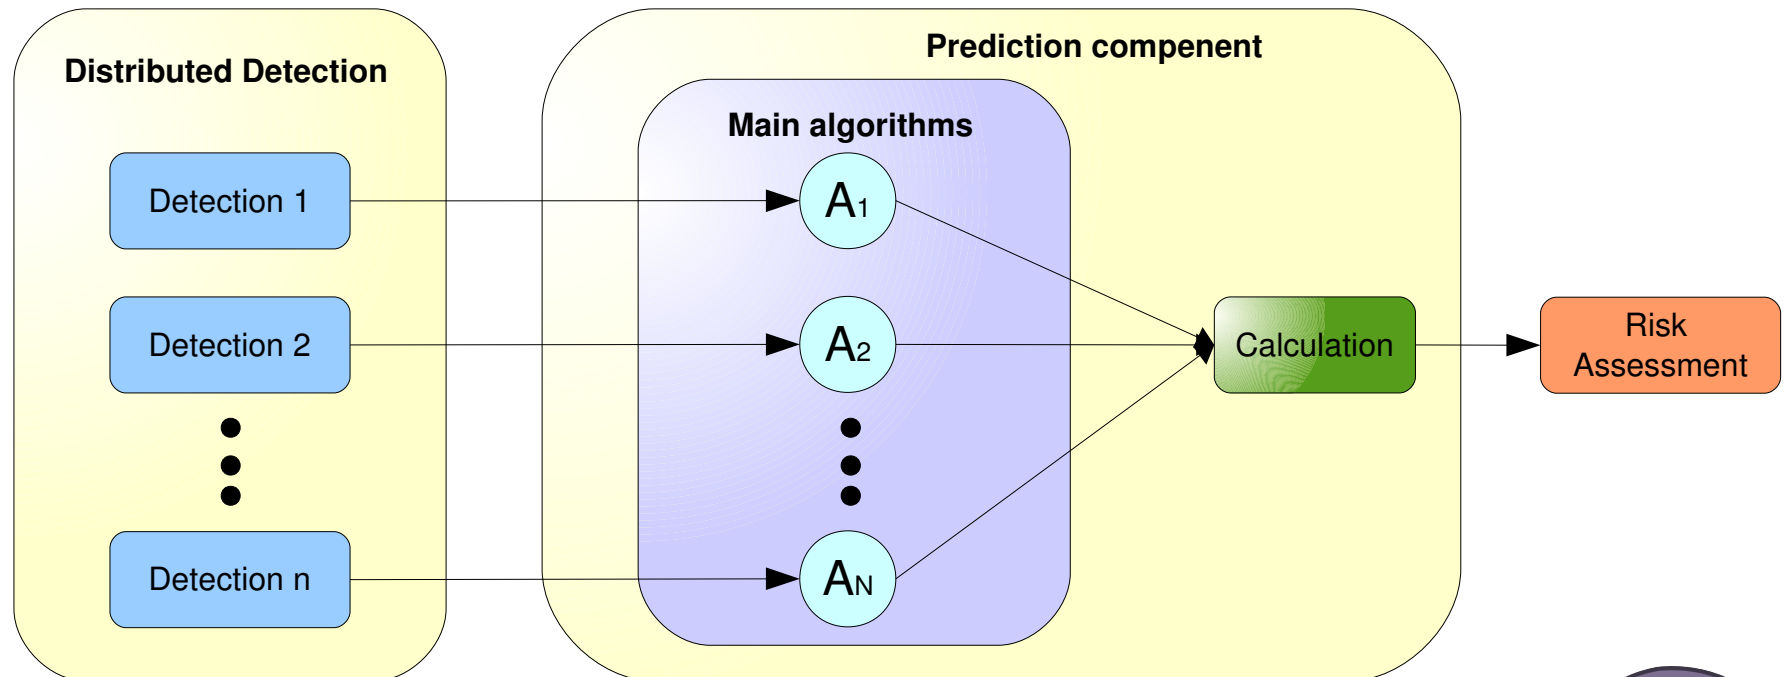 Prediction compenent
Distributed Detection
Main algorithms
Detection 1
A1
Detection 2
A2
Calculation
Risk
Assessment
Detection n
AN